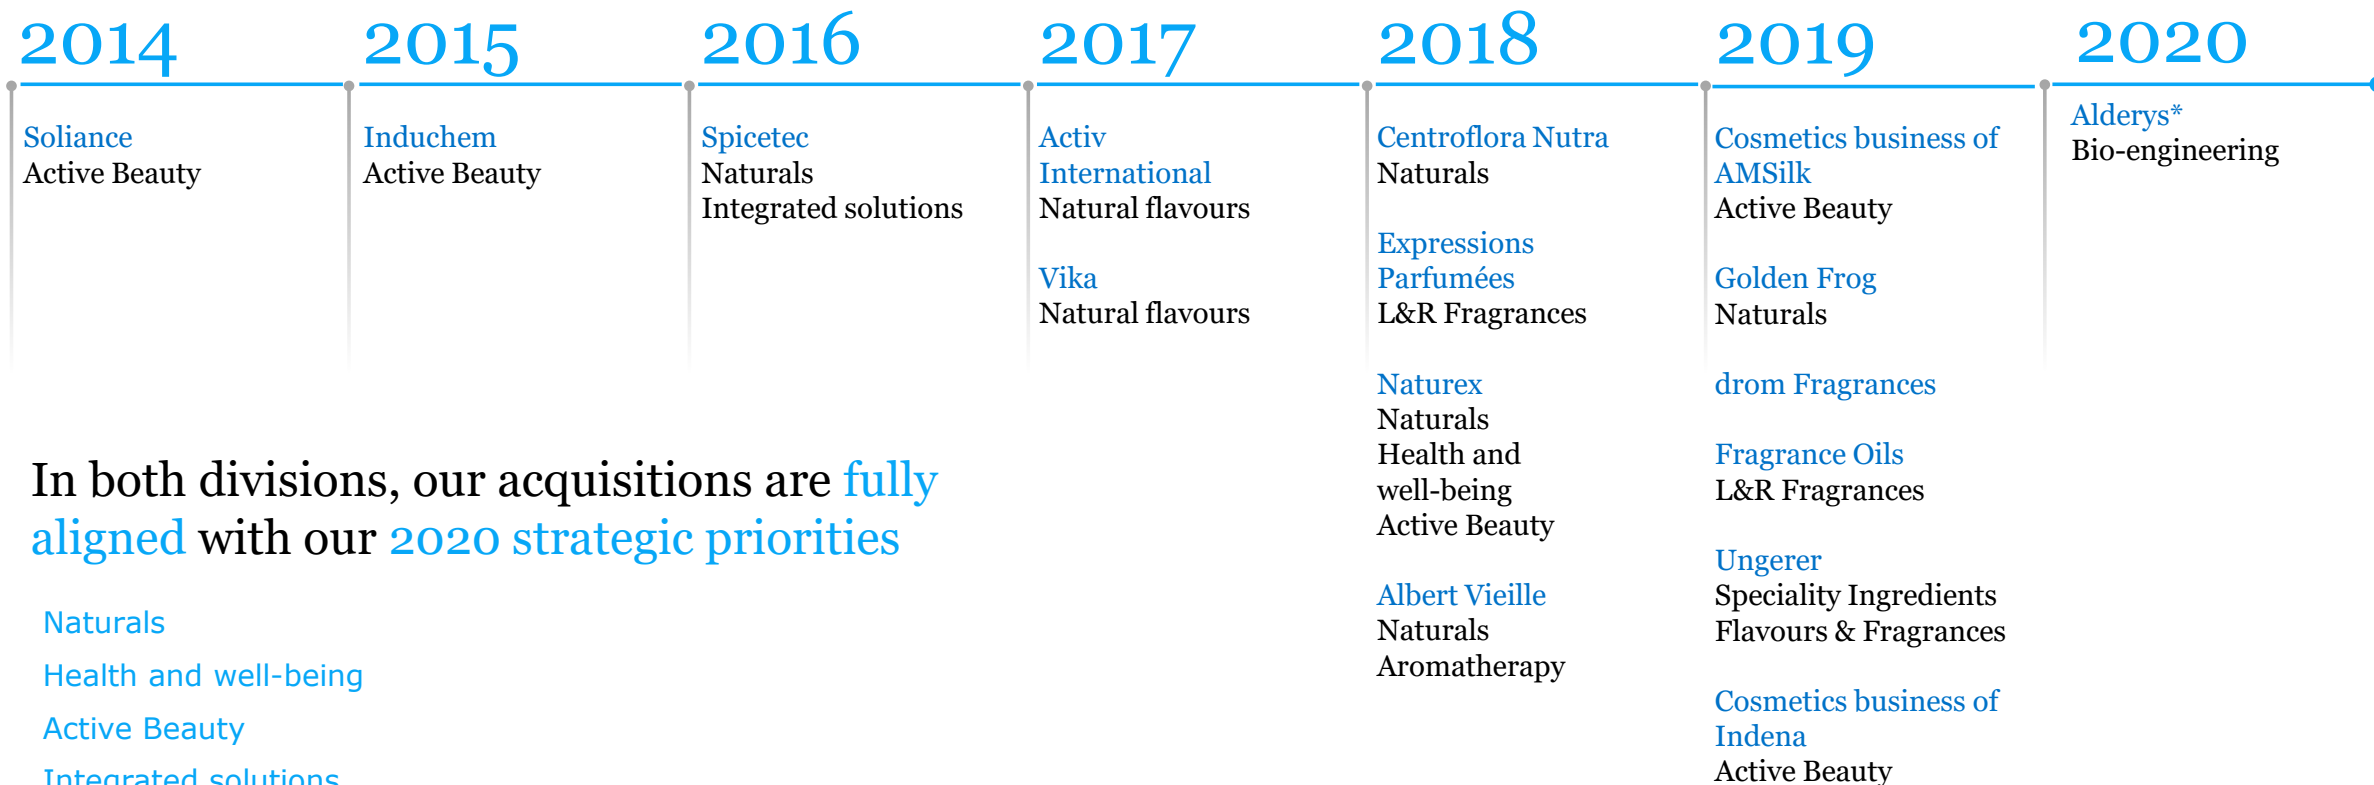 2014
Soliance
Active Beauty
2015
Induchem
Active Beauty
2016
Spicetec
Naturals
Integrated solutions
2017
Activ
International
Natural flavours
Vika
Natural flavours
2018
Centroflora Nutra
Naturals
Expressions
Parfumées
L&R Fragrances
Naturex
Naturals
Health and
well-being
Active Beauty
Albert Vieille
Naturals
Aromatherapy
2019
Cosmetics business of
AMSilk
Active Beauty
Golden Frog
Naturals
drom Fragrances
Fragrance Oils
L&R Fragrances
Ungerer
Speciality Ingredients
Flavours & Fragrances
Cosmetics business of
Indena
Active Beauty
2020
Alderys*
Bio-engineering
In both divisions, our acquisitions are fully
aligned with our 2020 strategic priorities
Naturals
Health and well-being
Active Beauty
Integrated solutions